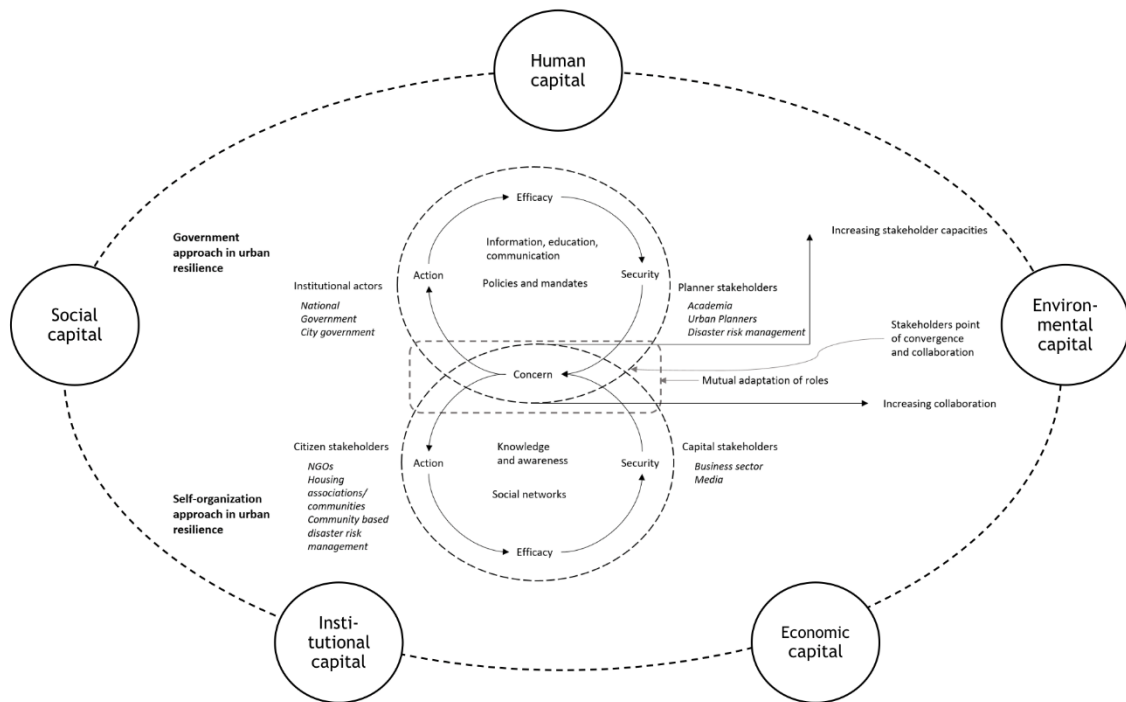 Human
capital
Government
approach in urban
resilience
Social
capital
Efficacy
Information, education,
communication
Policies and mandates
Action
Security
Institutional actors
National
Government
City government
Planner stakeholders
Academia
Urban Planners
Disaster risk management
Increasing stakeholder capacities
Stakeholders point
of convergence
and collaboration
Environ-
mental
capital
Concern
Mutual adaptation of roles
Increasing collaboration
Citizen stakeholders
NGOs
Housing
associations/
communities
Community based
disaster risk
management
Knowledge
and awareness
Action
Security
Social networks
Efficacy
Capital stakeholders
Business sector
Media
Self-organization
approach in urban
resilience
Insti-
tutional
capital
Economic
capital